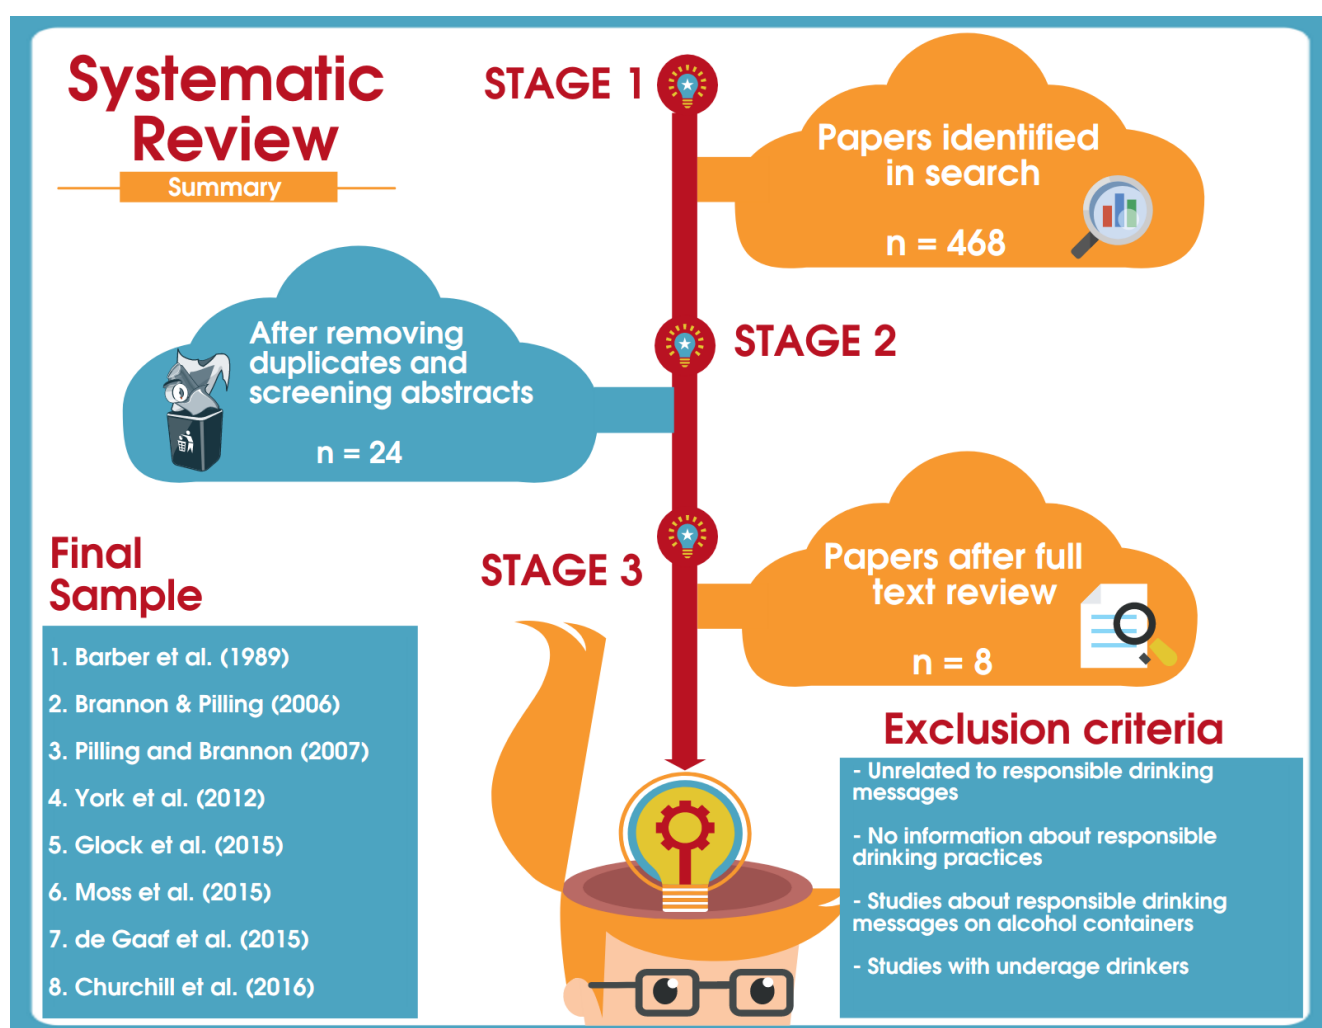 Systematic
Review
Summary
STAGE 1
Papers identified
in search
n = 468
STAGE 2
After removing
duplicates and
screening abstracts
n = 24
STAGE 3
Papers after full
text review
n = 8
Final
Sample
1. Barber et al. (1989)
2. Brannon & Pilling (2006)
3. Pilling and Brannon (2007)
4. York et al. (2012)
5. Glock et al. (2015)
6. Moss et al. (2015)
7. de Gaaf et al. (2015)
8. Churchill et al. (2016)
Exclusion criteria
- Unrelated to responsible drinking
messages
- No information about responsible
drinking practices
- Studies about responsible drinking
messages on alcohol containers
- Studies with underage drinkers